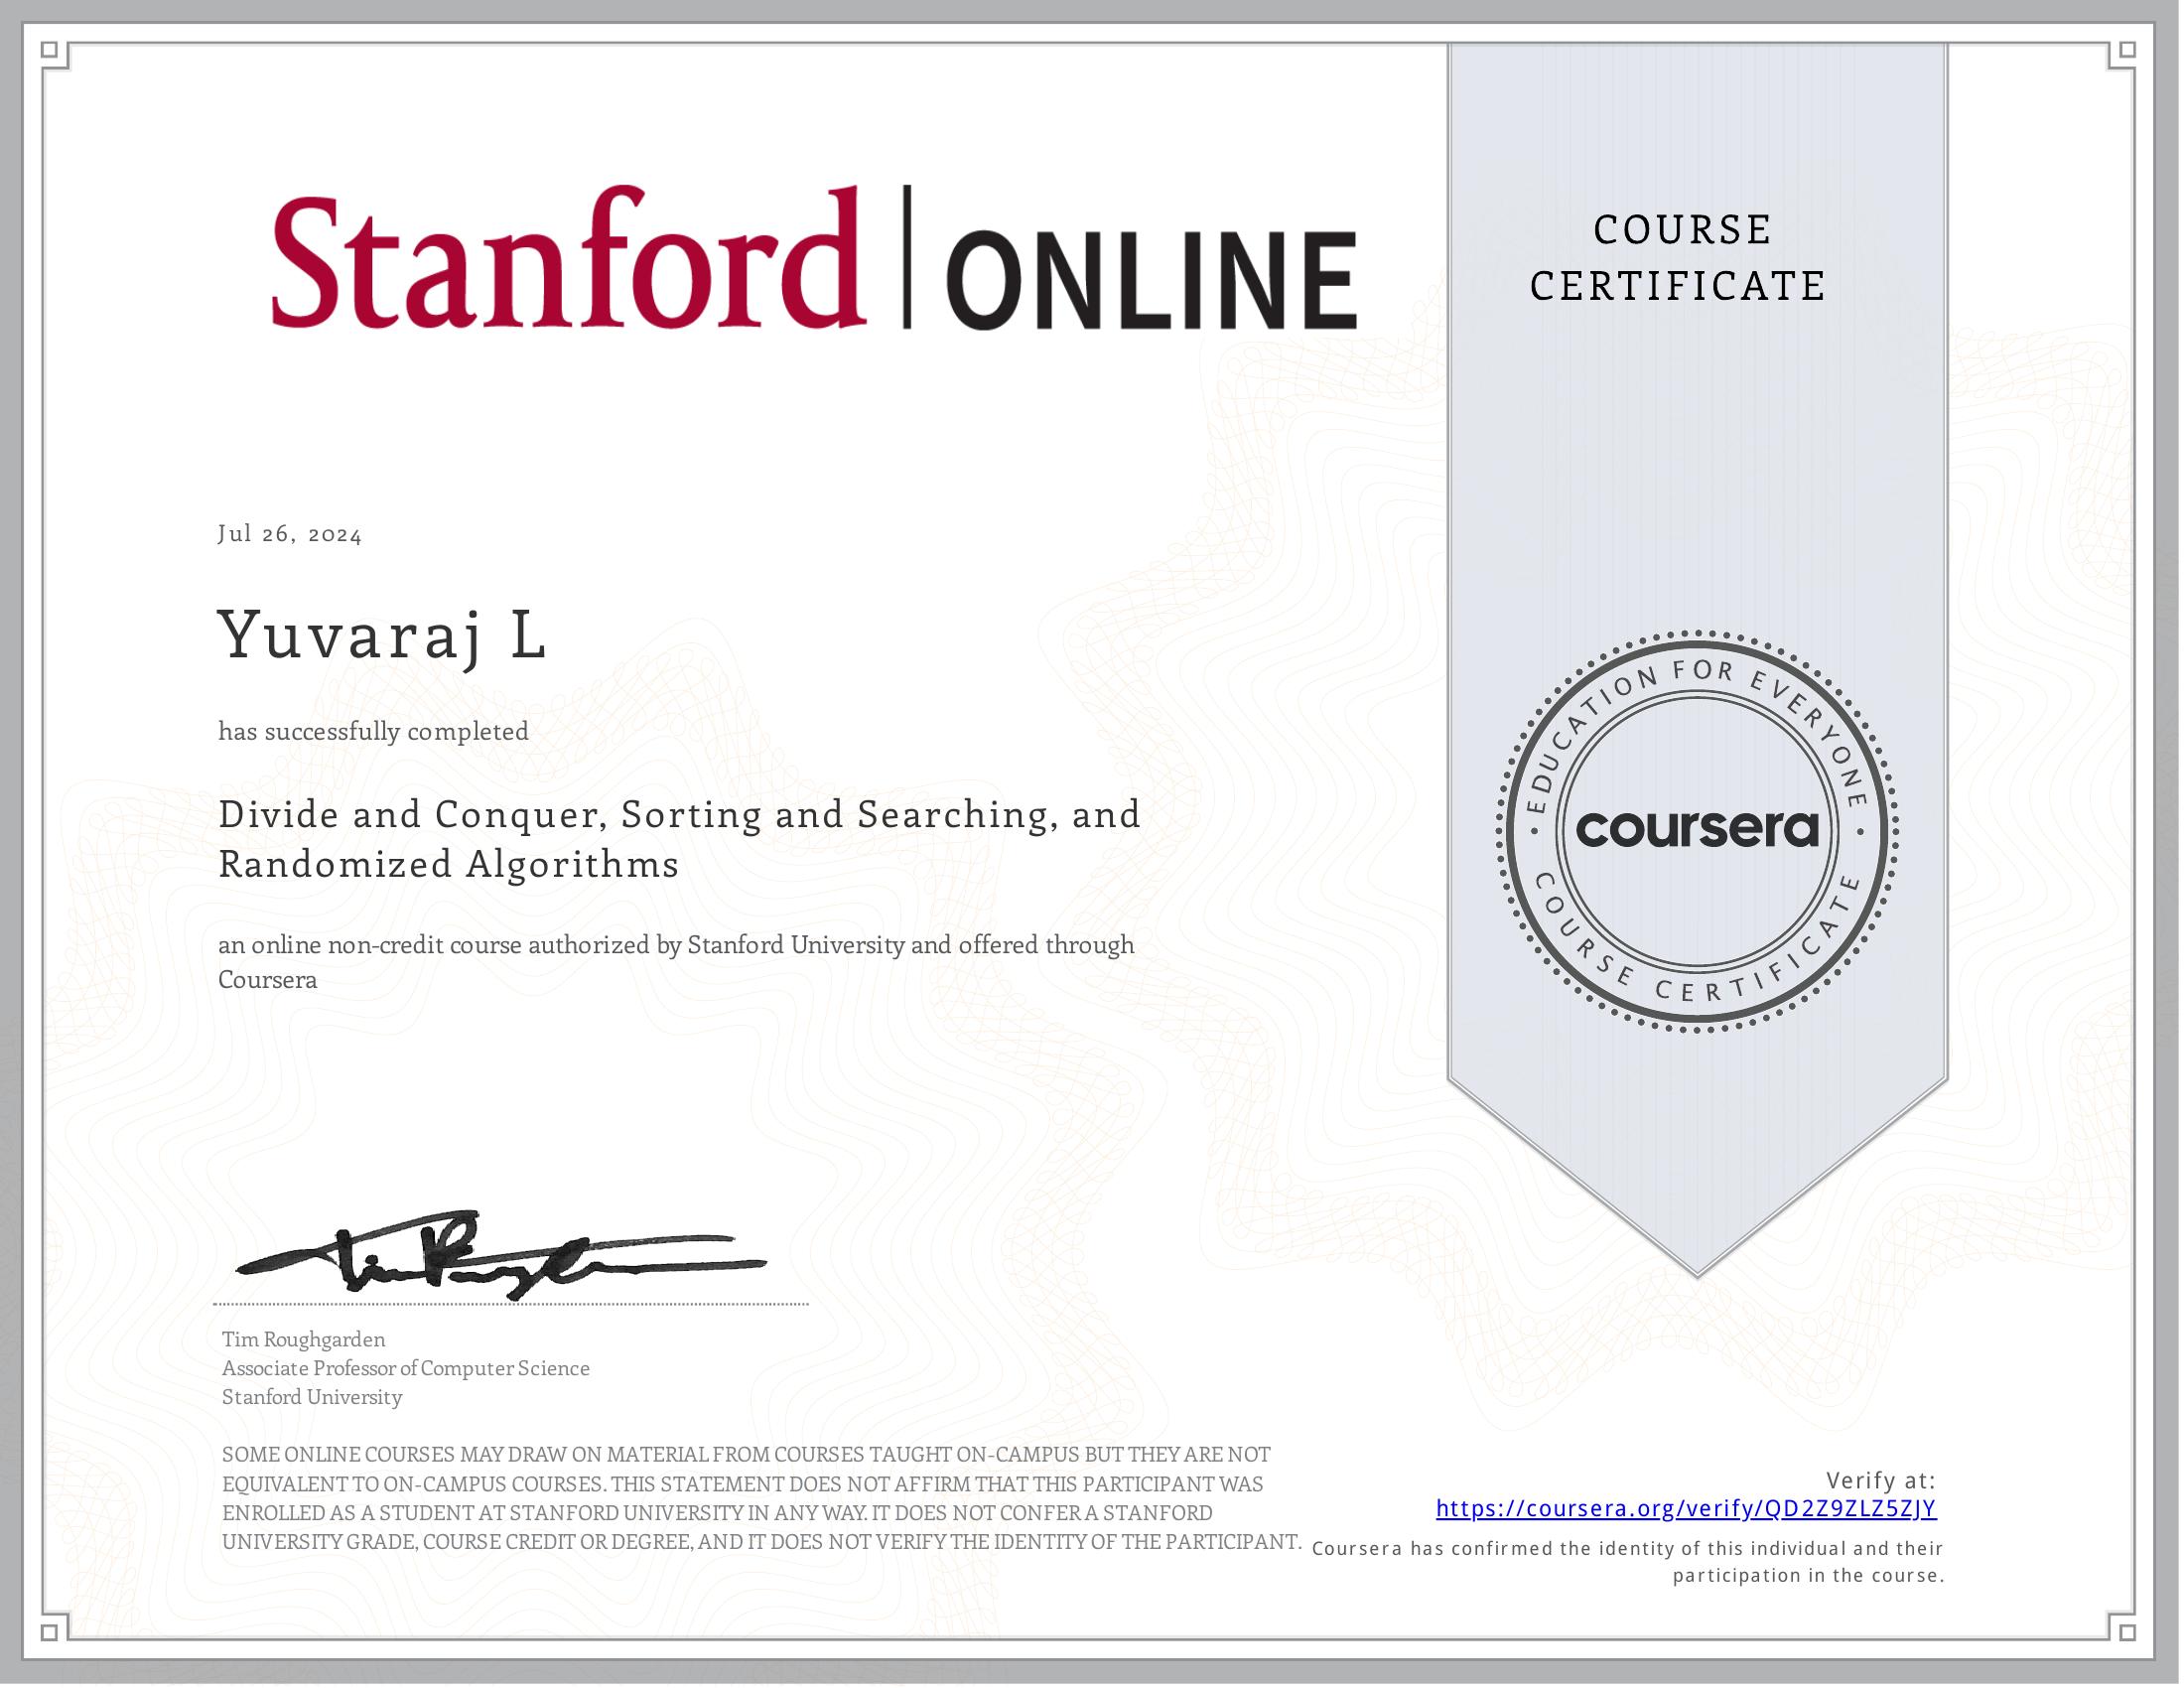 Stanford | ONLINE
COURSE
CERTIFICATE
Jul 26, 2024
Yuvaraj L
has successfully completed
Divide and Conquer, Sorting and Searching, and
Randomized Algorithms
an online non-credit course authorized by Stanford University and offered through
Coursera
EDUCATION FOR EVERYONE
coursera
COURSE CERTIFICATE
Tim Roughgarden
Associate Professor of Computer Science
Stanford University
SOME ONLINE COURSES MAY DRAW ON MATERIAL FROM COURSES TAUGHT ON-CAMPUS BUT THEY ARE NOT
EQUIVALENT TO ON-CAMPUS COURSES. THIS STATEMENT DOES NOT AFFIRM THAT THIS PARTICIPANT WAS
ENROLLED AS A STUDENT AT STANFORD UNIVERSITY IN ANY WAY. IT DOES NOT CONFER A STANFORD
UNIVERSITY GRADE, COURSE CREDIT OR DEGREE, AND IT DOES NOT VERIFY THE IDENTITY OF THE PARTICIPANT.
Verify at:
https://coursera.org/verify/QD2Z9ZLZ5ZJY
Coursera has confirmed the identity of this individual and their
participation in the course.